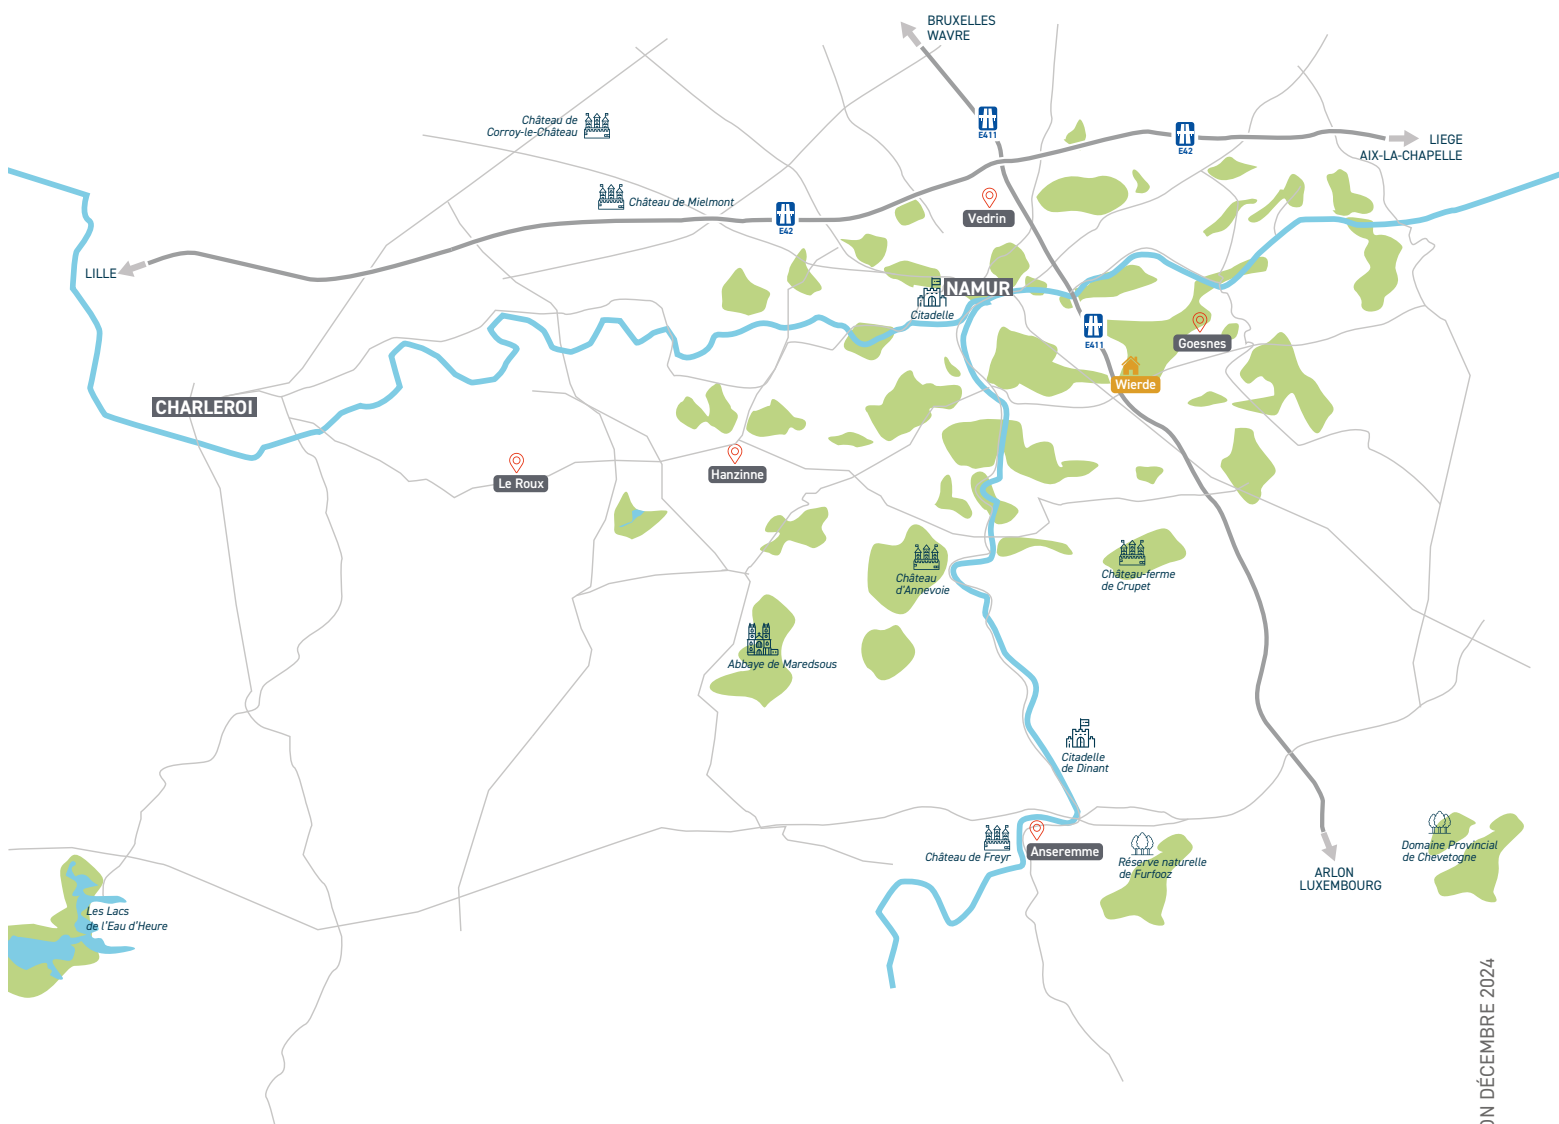 BRUXELLES
WAVRE
Château de
Corroy-le-Château
E411
E42
LIEGE
AIX-LA-CHAPELLE
Château de Mielmont
E42
Vedrin
LILLE
NAMUR
Citadelle
E411
Goesnes
Wierde
CHARLEROI
Le Roux
Hanzinne
Château
d'Annevoie
Château-ferme
de Crupet
Abbaye de Maredsous
Citadelle
de Dinant
Château de Freyr
Anseremme
Réserve naturelle
de Furfooz
Domaine Provincial
de Chevetogne
ARLON
LUXEMBOURG
Les Lacs
de l'Eau d'Heure
DÉCEMBRE 2024